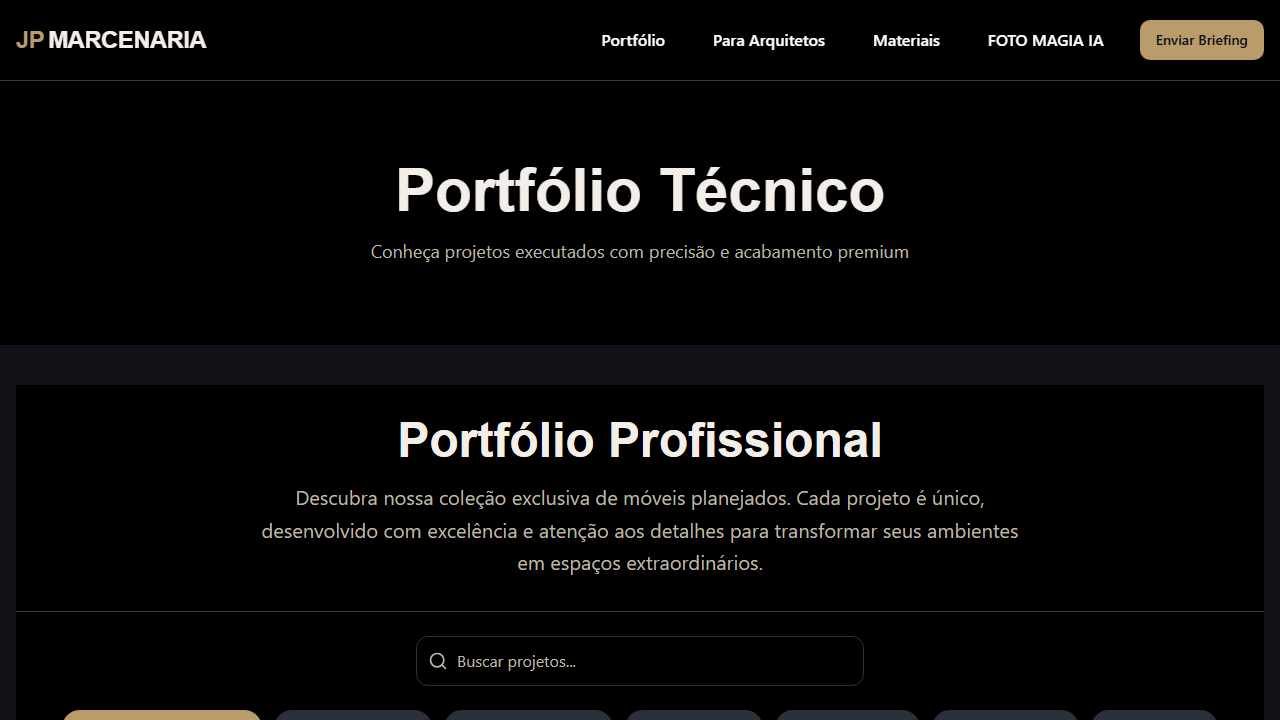 JP MARCENARIA
Portfólio
Para Arquitetos
Materiais
FOTO MAGIA IA
Enviar Briefing
Portfólio Técnico
Conheça projetos executados com precisão e acabamento premium
Portfólio Profissional
Descubra nossa coleção exclusiva de móveis planejados. Cada projeto é único,
desenvolvido com excelência e atenção aos detalhes para transformar seus ambientes
em espaços extraordinários.
Buscar projetos...